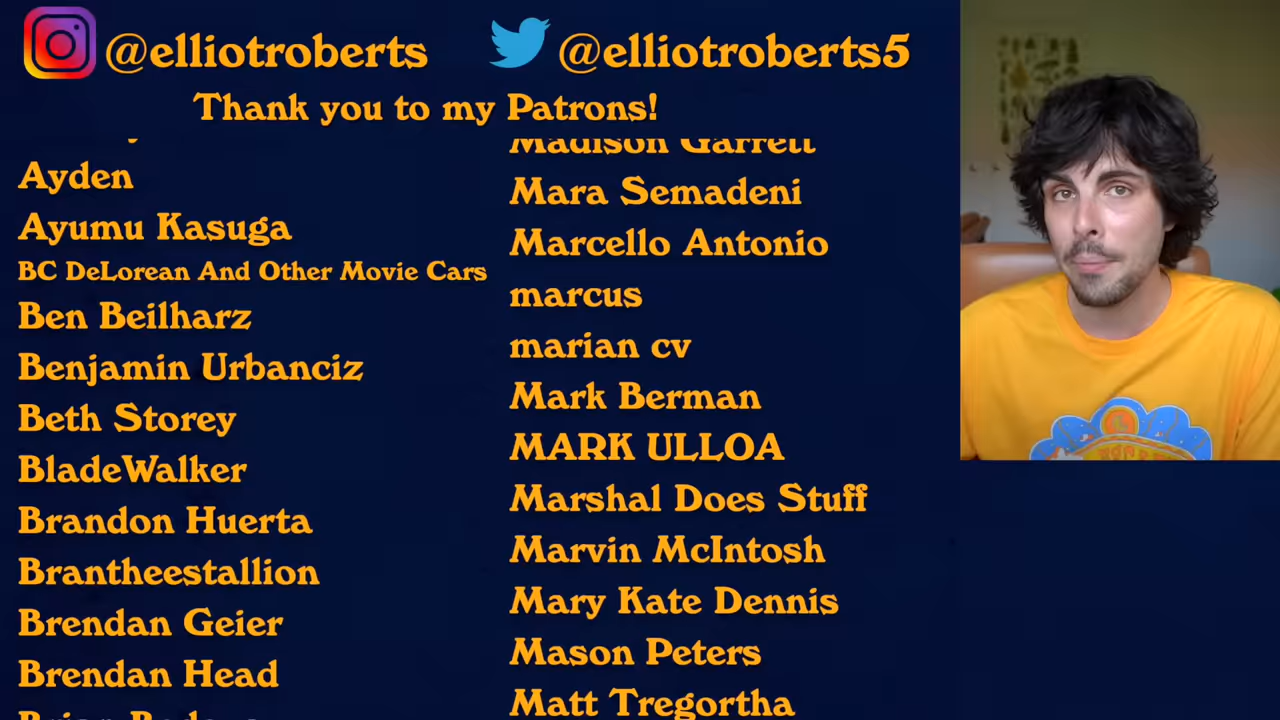 @elliotroberts
@elliotroberts5
Thank you to my Patrons!
Ayden
Ayumu Kasuga
BC DeLorean And Other Movie Cars
Ben Beilharz
Benjamin Urbanciz
Beth Storey
BladeWalker
Brandon Huerta
Brantheestallion
Brendan Geier
Brendan Head
Madison Garrett
Mara Semadeni
Marcello Antonio
marcus
marian cv
Mark Berman
MARK ULLOA
Marshal Does Stuff
Marvin McIntosh
Mary Kate Dennis
Mason Peters
Matt Tregortha